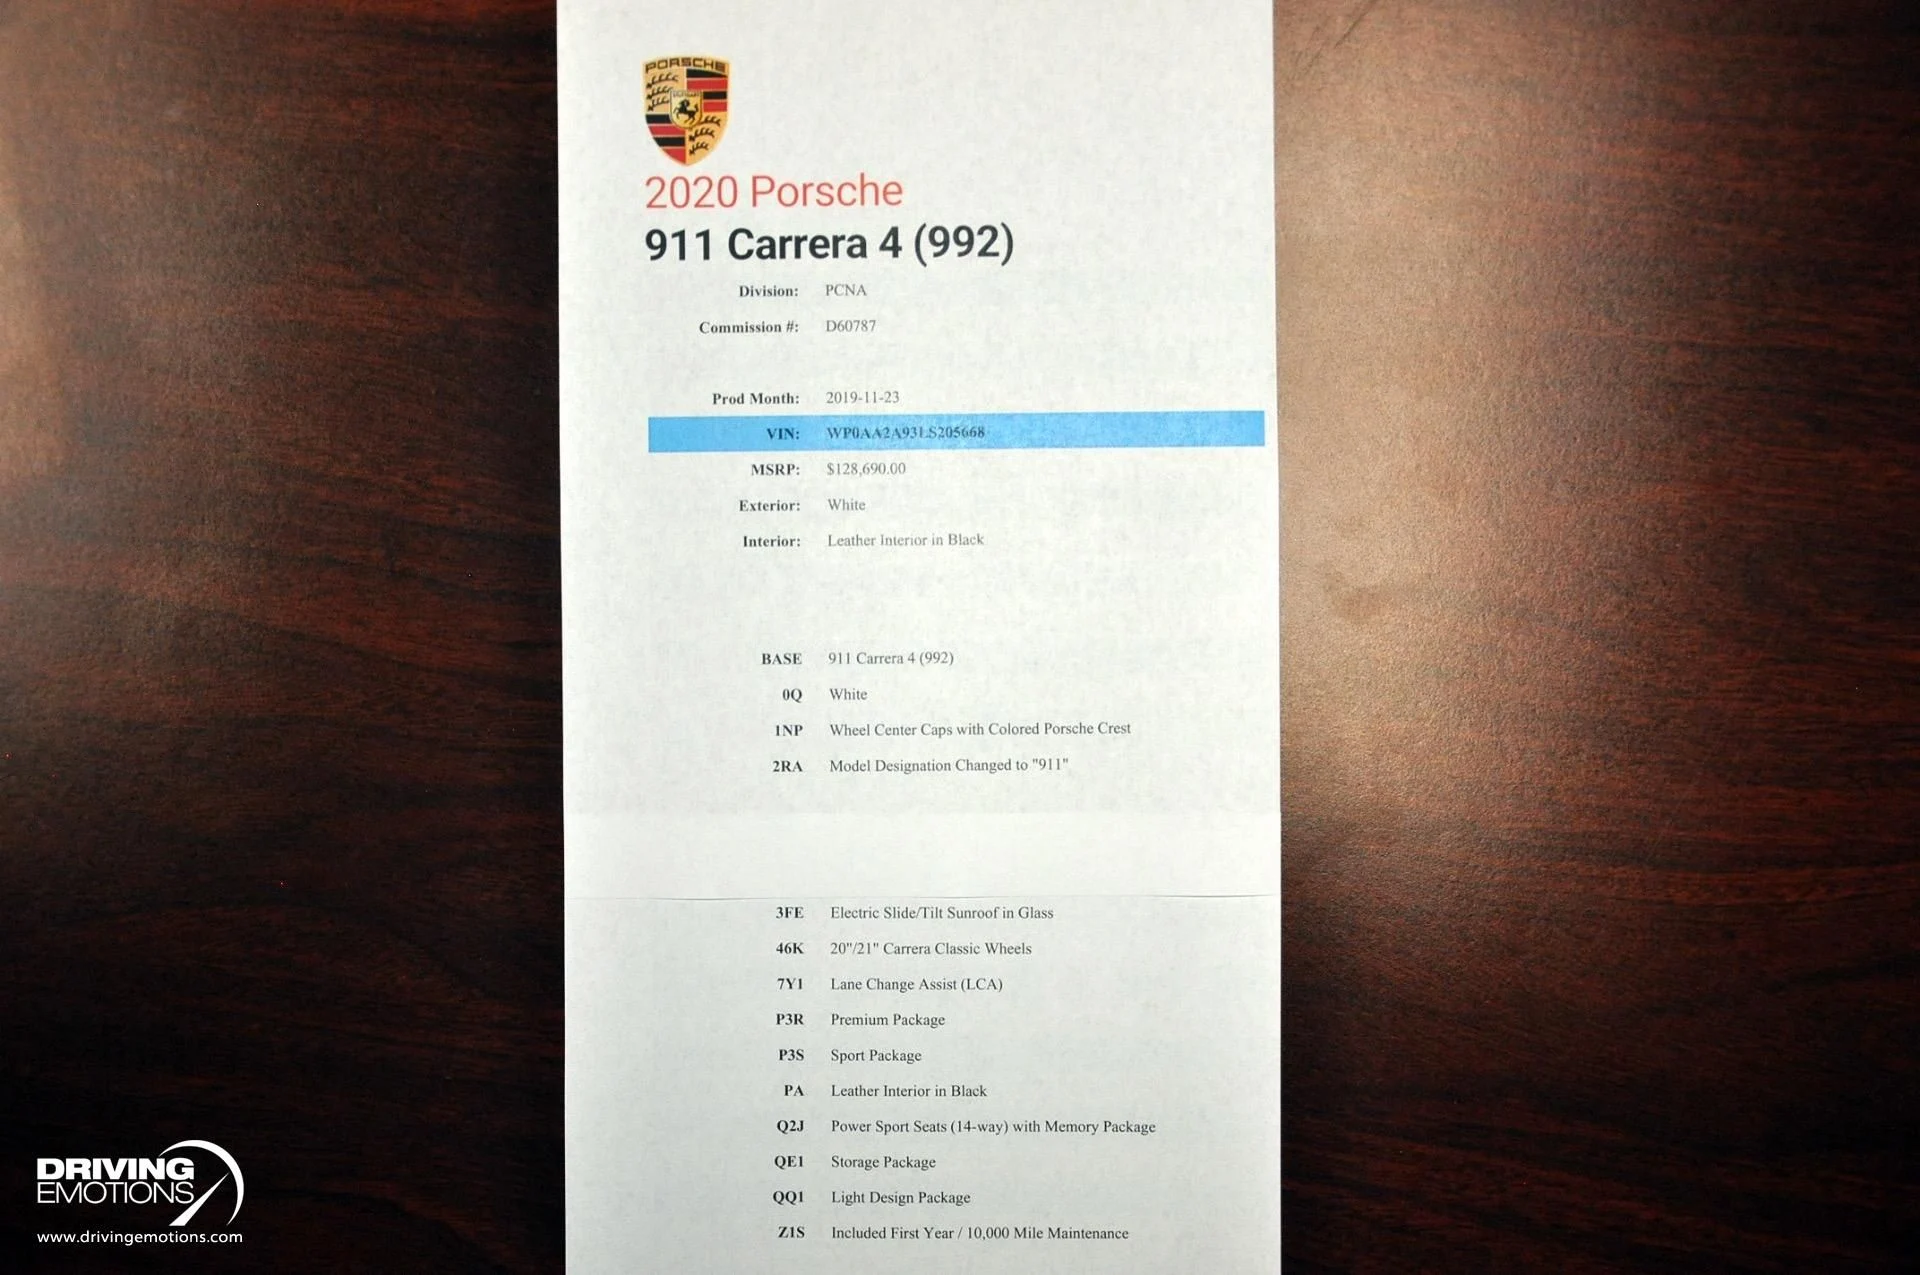 PORSCHE
2020 Porsche
911 Carrera 4 (992)
Division: PCNA
Commission #: D60787
Prod Month: 2019-11-23
VIN: WP0AA2A93LS205668
MSRP: $128,690.00
Exterior: White
Interior: Leather Interior in Black
BASE 911 Carrera 4 (992)
0Q White
1NP Wheel Center Caps with Colored Porsche Crest
2RA Model Designation Changed to "911"
3FE Electric Slide/Tilt Sunroof in Glass
46K 20"/21" Carrera Classic Wheels
7Y1 Lane Change Assist (LCA)
P3R Premium Package
P3S Sport Package
PA Leather Interior in Black
Q2J Power Sport Seats (14-way) with Memory Package
QE1 Storage Package
QQ1 Light Design Package
Z1S Included First Year / 10,000 Mile Maintenance
DRIVING
EMOTIONS
www.drivingemotions.com